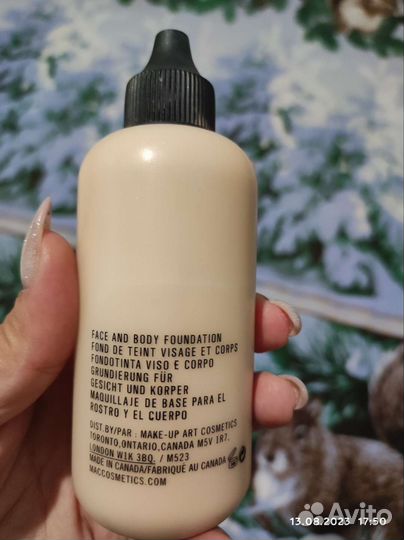 FACE AND BODY FOUNDATION
FOND DE TEINT VISAGE ET CORPS
FONDOTINTA VISO E CORPO
GRUNDIERUNG FÜR
GESICHT UND KÖRPER
MAQUILLAJE DE BASE PARA EL
ROSTRO Y EL CUERPO
DIST.BY/PAR : MAKE-UP ART COSMETICS
TORONTO,ONTARIO,CANADA M5V 1R7.
LONDON W1K 3BQ. / M523
MADE IN CANADA/FABRIQUÉ AU CANADA
MACCOSMETICS.COM
13.08.2023 17:50
Avito